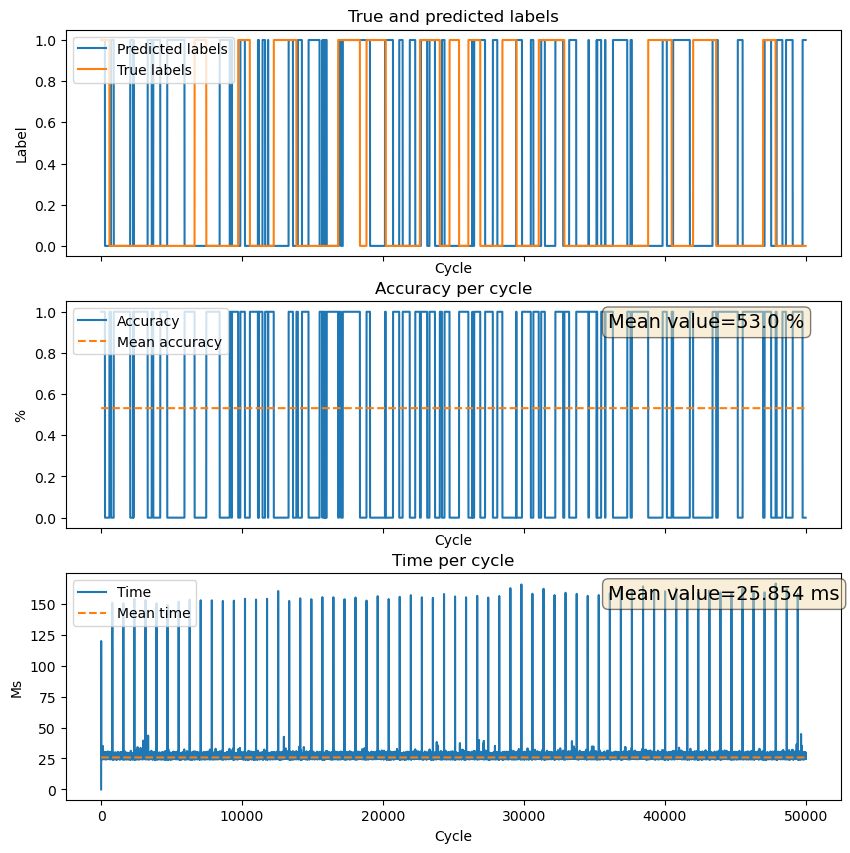 True and predicted labels
1.0
0.8
0.6
0.4
0.2
0.0
Label
Predicted labels
True labels
Cycle
Accuracy per cycle
1.0
0.8
0.6
0.4
0.2
0.0
%
Accuracy
Mean accuracy
Mean value=53.0 %
Cycle
Time per cycle
150
125
100
75
50
25
0
Ms
Time
Mean time
Mean value=25.854 ms
0 10000 20000 30000 40000 50000
Cycle